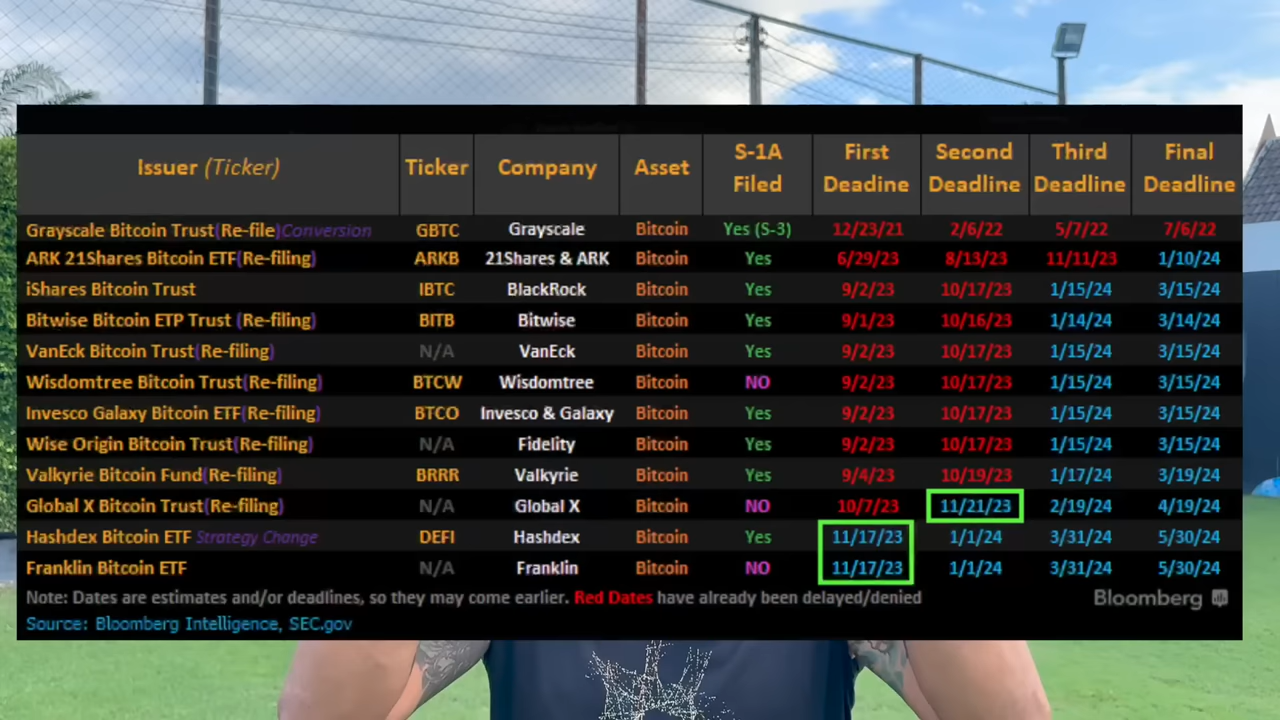 Issuer (Ticker) Ticker Company Asset S-1A Filed First Deadine Second Deadline Third Deadline Final Deadline
Grayscale Bitcoin Trust(Re-file)Conversion GBTC Grayscale Bitcoin Yes (S-3) 12/23/21 2/6/22 5/7/22 7/6/22
ARK 21Shares Bitcoin ETF(Re-filing) ARKB 21Shares & ARK Bitcoin Yes 6/29/23 8/13/23 11/11/23 1/10/24
iShares Bitcoin Trust IBTC BlackRock Bitcoin Yes 9/2/23 10/17/23 1/15/24 3/15/24
Bitwise Bitcoin ETP Trust (Re-filing) BITB Bitwise Bitcoin Yes 9/1/23 10/16/23 1/14/24 3/14/24
VanEck Bitcoin Trust(Re-filing) N/A VanEck Bitcoin Yes 9/2/23 10/17/23 1/15/24 3/15/24
Wisdomtree Bitcoin Trust(Re-filing) BTCW Wisdomtree Bitcoin NO 9/2/23 10/17/23 1/15/24 3/15/24
Invesco Galaxy Bitcoin ETF(Re-filing) BTCO Invesco & Galaxy Bitcoin Yes 9/2/23 10/17/23 1/15/24 3/15/24
Wise Origin Bitcoin Trust(Re-filing) N/A Fidelity Bitcoin Yes 9/2/23 10/17/23 1/15/24 3/15/24
Valkyrie Bitcoin Fund(Re-filing) BRRR Valkyrie Bitcoin Yes 9/4/23 10/19/23 1/17/24 3/19/24
Global X Bitcoin Trust(Re-filing) N/A Global X Bitcoin NO 10/7/23 11/21/23 2/19/24 4/19/24
Hashdex Bitcoin ETF Strategy Change DEFI Hashdex Bitcoin Yes 11/17/23 1/1/24 3/31/24 5/30/24
Franklin Bitcoin ETF N/A Franklin Bitcoin NO 11/17/23 1/1/24 3/31/24 5/30/24
Note: Dates are estimates and/or deadlines, so they may come earlier. Red Dates have already been delayed/denied Bloomberg
Source: Bloomberg Intelligence, SEC.gov